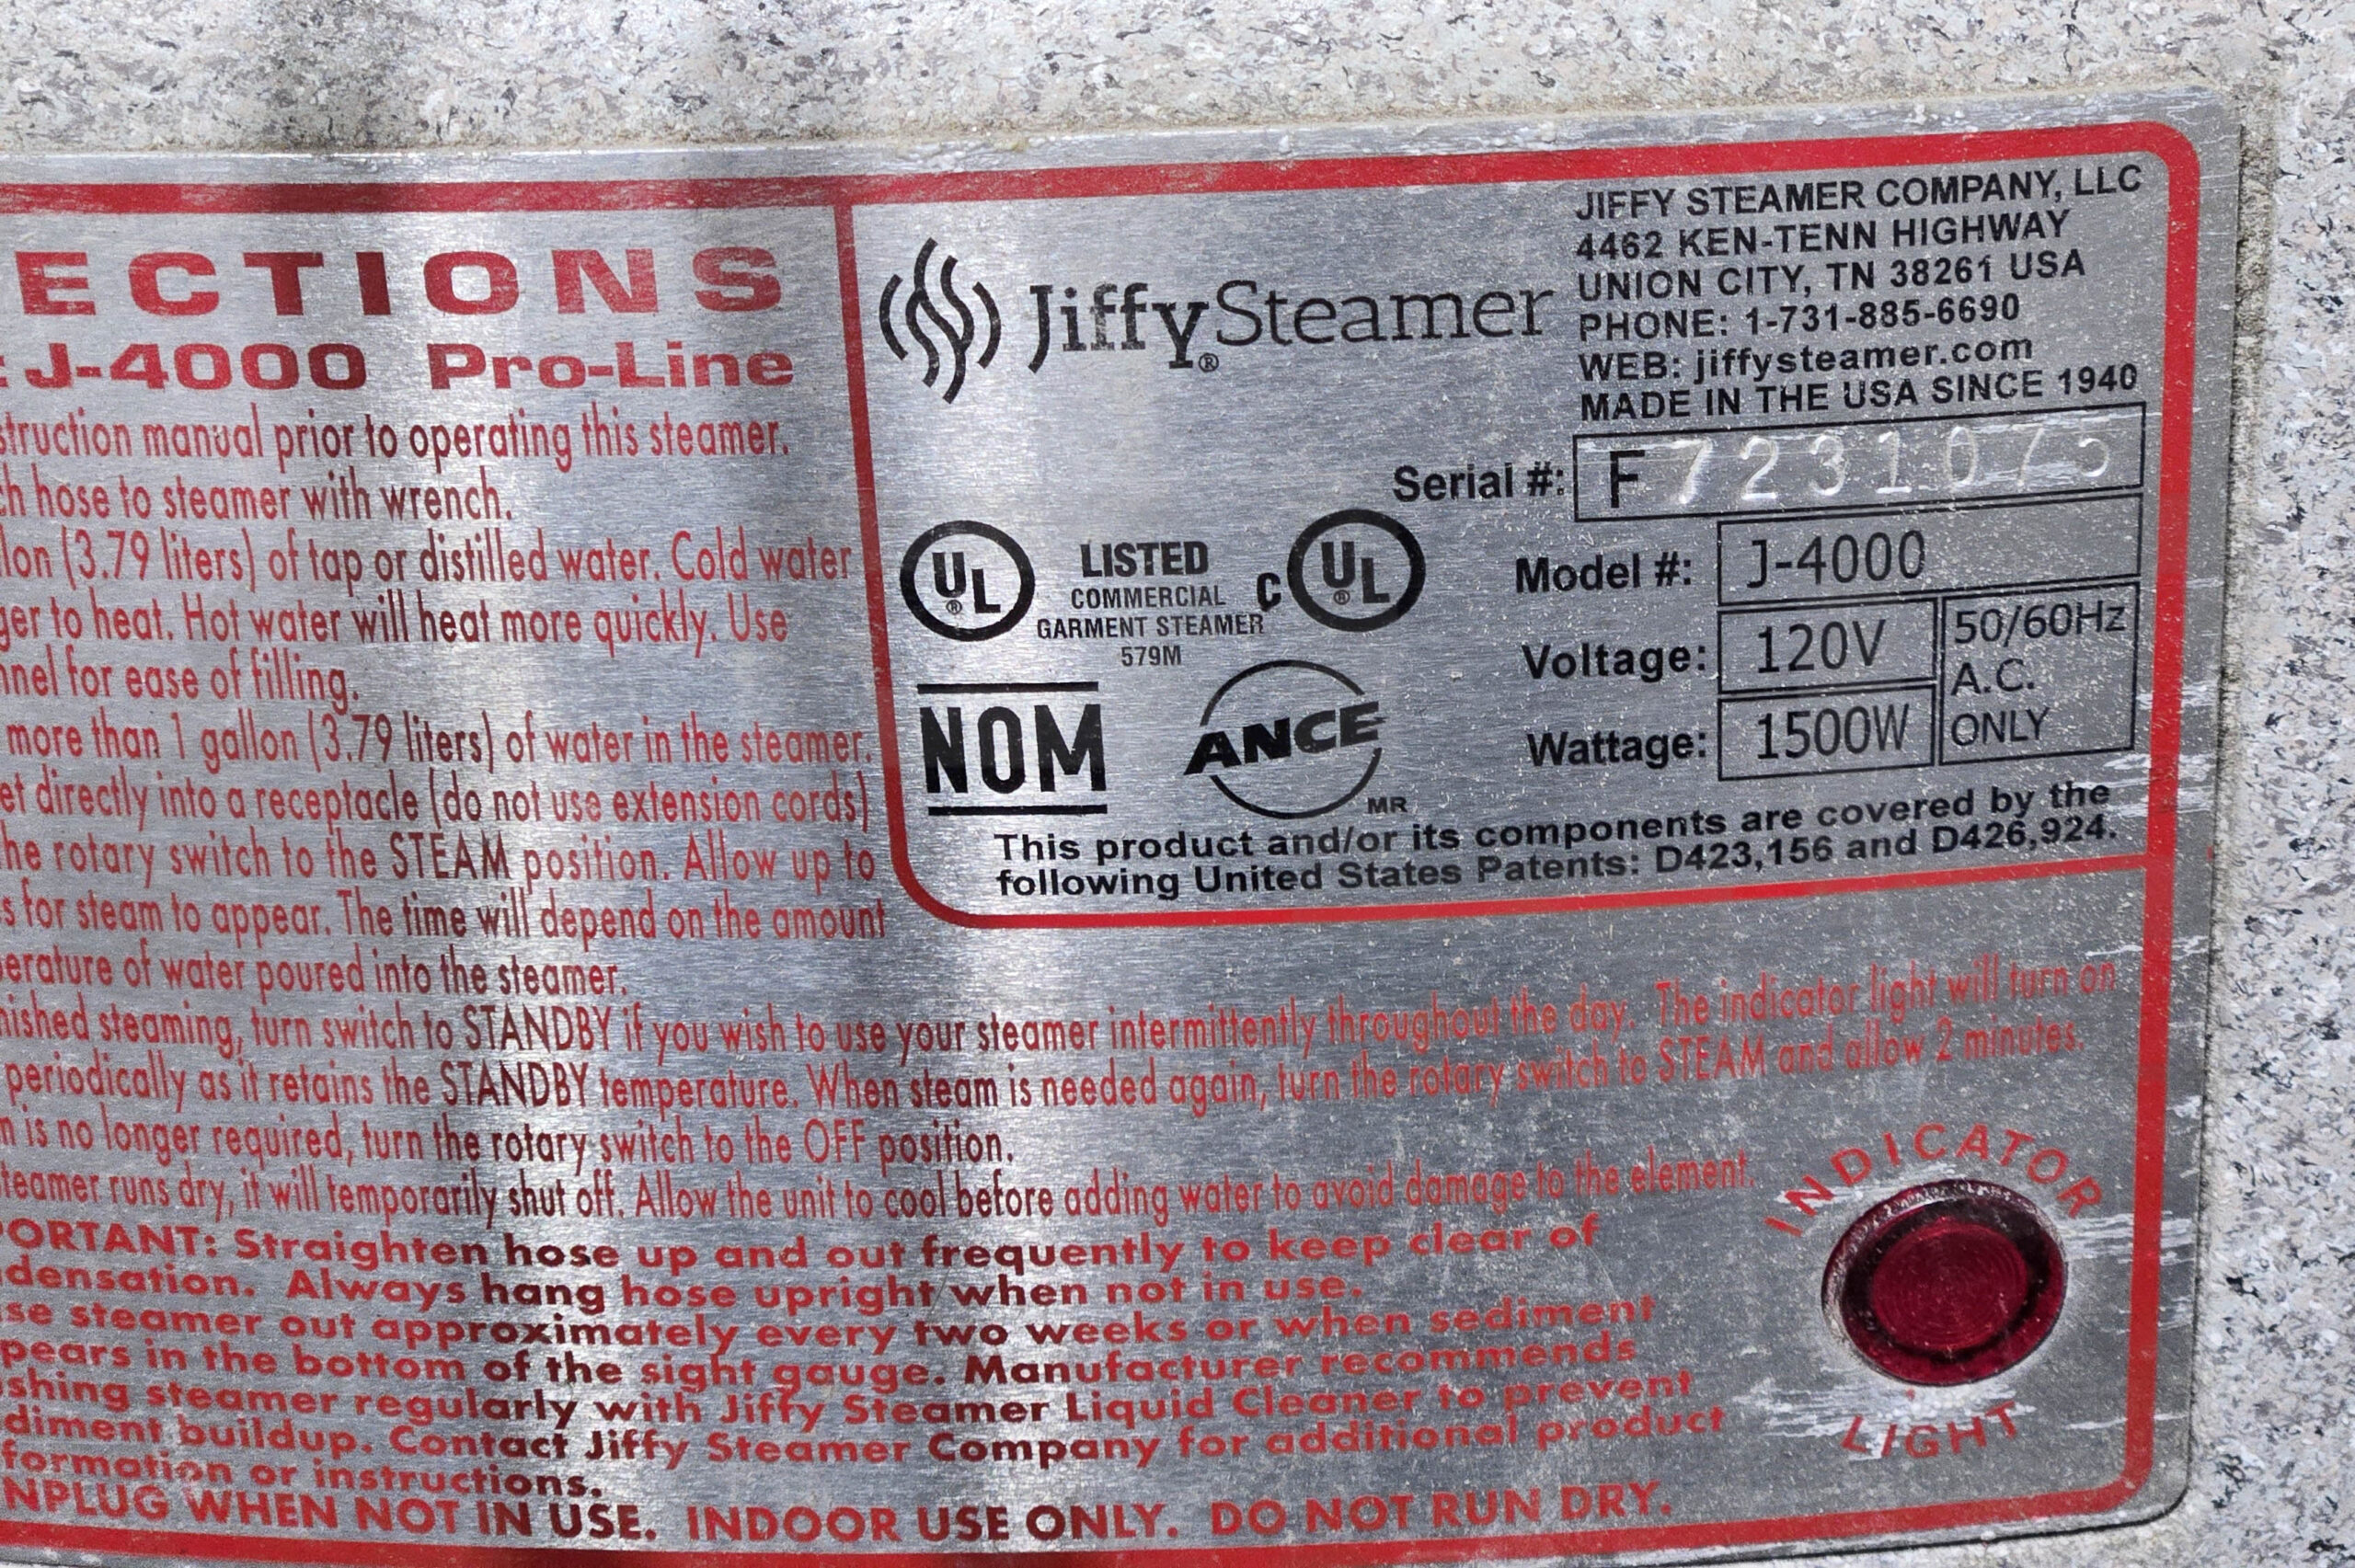 ECTIONS
J-4000 Pro-Line
struction manual prior to operating this steamer.
ch hose to steamer with wrench.
lon (3.79 liters) of tap or distilled water. Cold water
ger to heat. Hot water will heat more quickly. Use
nnel for ease of filling.
more than 1 gallon (3.79 liters) of water in the steamer.
et directly into a receptacle (do not use extension cords)
he rotary switch to the STEAM position. Allow up to
s for steam to appear. The time will depend on the amount
perature of water poured into the steamer.
nished steaming, turn switch to STANDBY if you wish to use your steamer intermittently throughout the day. The indicator light will turn on
periodically as it retains the STANDBY temperature. When steam is needed again, turn the rotary switch to STEAM and allow 2 minutes.
m is no longer required, turn the rotary switch to the OFF position.
teamer runs dry, it will temporarily shut off. Allow the unit to cool before adding water to avoid damage to the element.
PORTANT: Straighten hose up and out frequently to keep clear of
densation. Always hang hose upright when not in use.
se steamer out approximately every two weeks or when sediment
pears in the bottom of the sight gauge. Manufacturer recommends
shing steamer regularly with Jiffy Steamer Liquid Cleaner to prevent
diment buildup. Contact Jiffy Steamer Company for additional product
formation or instructions.
NPLUG WHEN NOT IN USE. INDOOR USE ONLY. DO NOT RUN DRY.
Jiffy Steamer®
JIFFY STEAMER COMPANY, LLC
4462 KEN-TENN HIGHWAY
UNION CITY, TN 38261 USA
PHONE: 1-731-885-6690
WEB: jiffysteamer.com
MADE IN THE USA SINCE 1940
Serial #: F7231075
UL® LISTED C UL®
COMMERCIAL
GARMENT STEAMER
579M
Model #: J-4000
Voltage: 120V
50/60Hz
A.C.
ONLY
Wattage: 1500W
NOM
ANCE
MR
This product and/or its components are covered by the
following United States Patents: D423,156 and D426,924.
INDICATOR
LIGHT